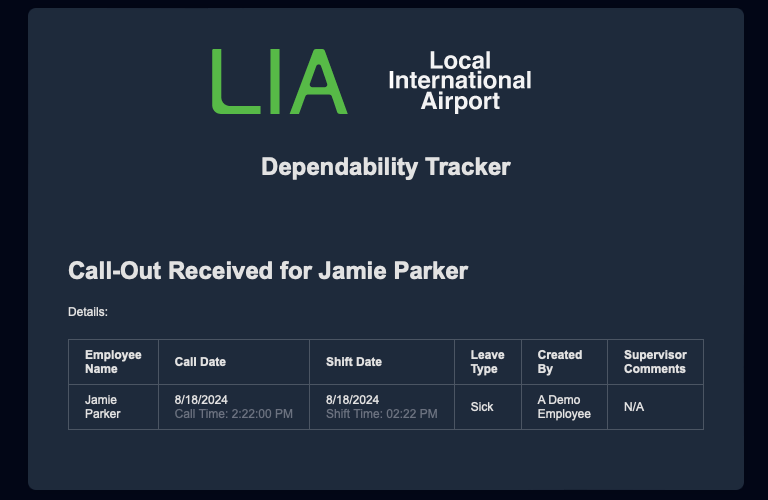 LIA
Local
International
Airport
Dependability Tracker
Call-Out Received for Jamie Parker
Details:
Employee Name Call Date Shift Date Leave Type Created By Supervisor Comments
Jamie Parker 8/18/2024 Call Time: 2:22:00 PM 8/18/2024 Shift Time: 02:22 PM Sick A Demo Employee N/A